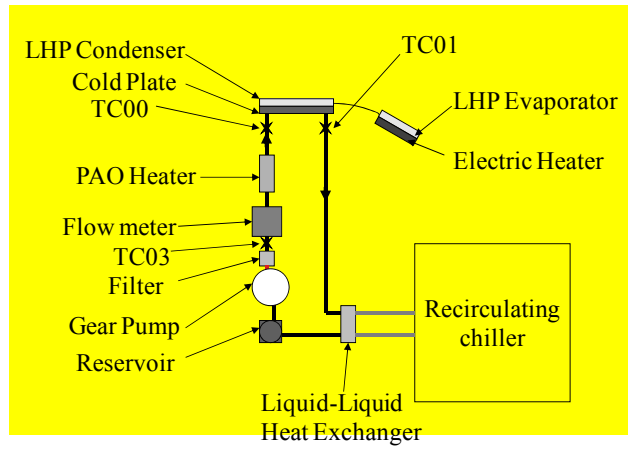 LHP Condenser
Cold Plate
TC00
TC01
LHP Evaporator
Electric Heater
PAO Heater
Flow meter
TC03
Filter
Gear Pump
Reservoir
Recirculating
chiller
Liquid-Liquid
Heat Exchanger